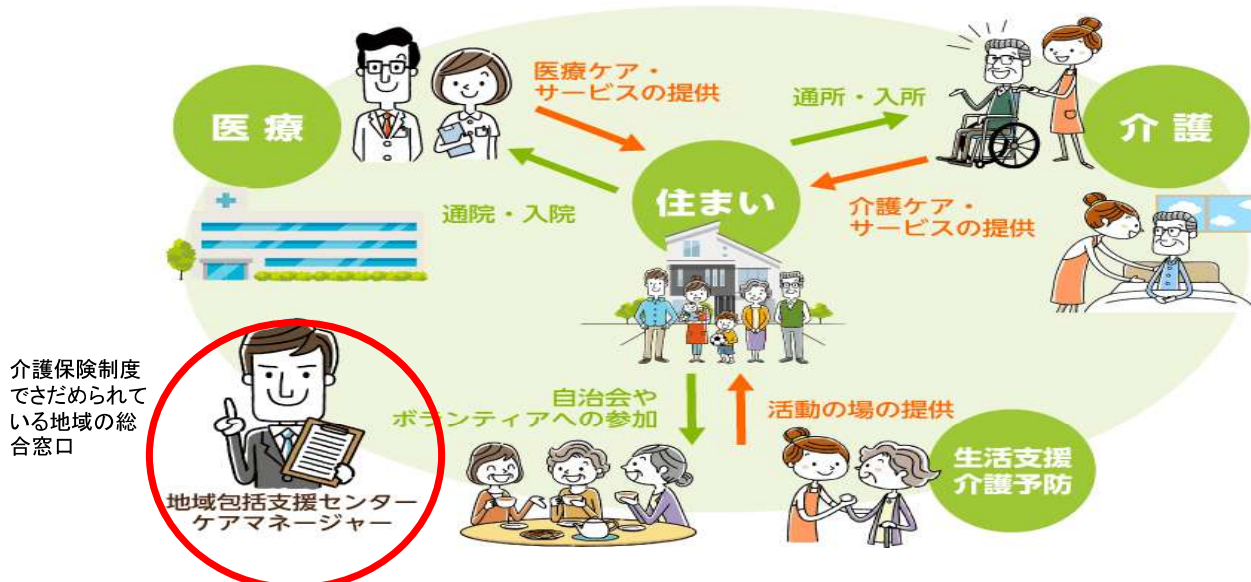 医療
医療ケア・
サービスの提供
通院・入院
住まい
通所・入所
介護
介護ケア・
サービスの提供
介護保険制度
でさだめられて
いる地域の総
合窓口
地域包括支援センター
ケアマネージャー
自治会や
ボランティアへの参加
活動の場の提供
生活支援
介護予防